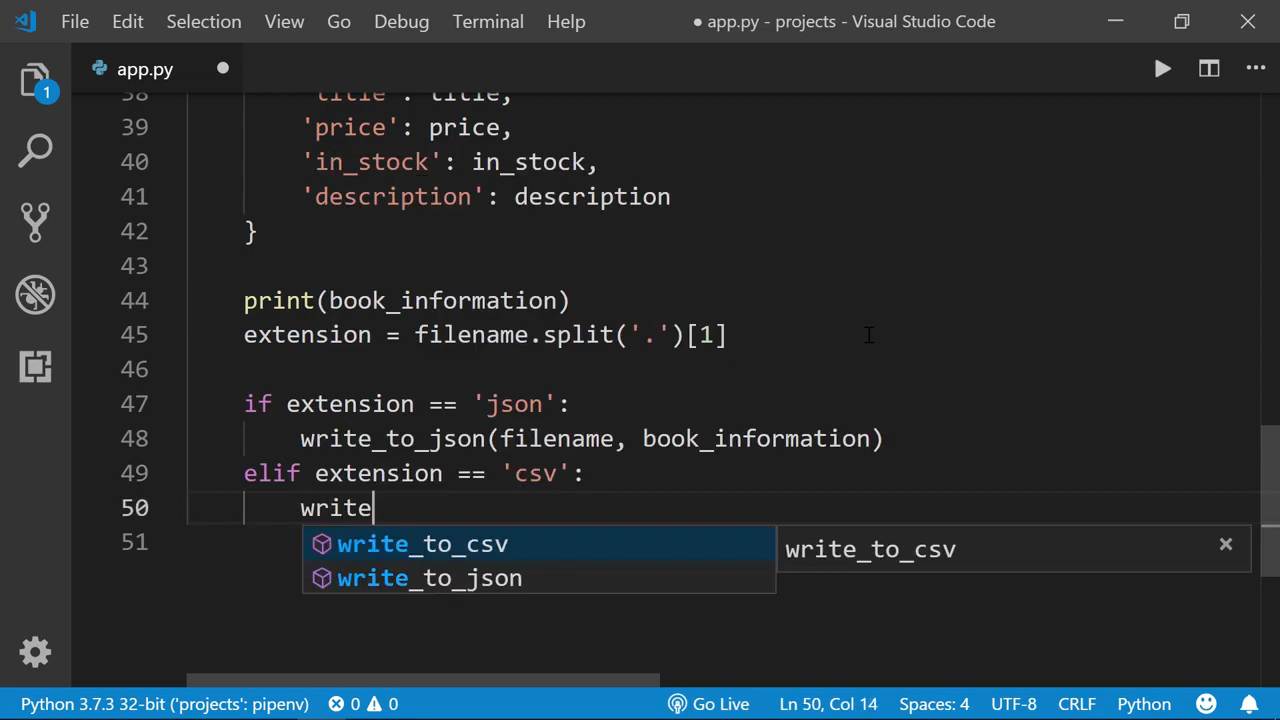 File Edit Selection View Go Debug Terminal Help ● app.py - projects - Visual Studio Code
1
app.py
38 'title': title,
39 'price': price,
40 'in_stock': in_stock,
41 'description': description
42 }
43
44 print(book_information)
45 extension = filename.split('.')[1]
46
47 if extension == 'json':
48 write_to_json(filename, book_information)
49 elif extension == 'csv':
50 write
51
write_to_csv write_to_csv
write_to_json
Python 3.7.3 32-bit ('projects': pipenv) 0 0 Go Live Ln 50, Col 14 Spaces: 4 UTF-8 CRLF Python